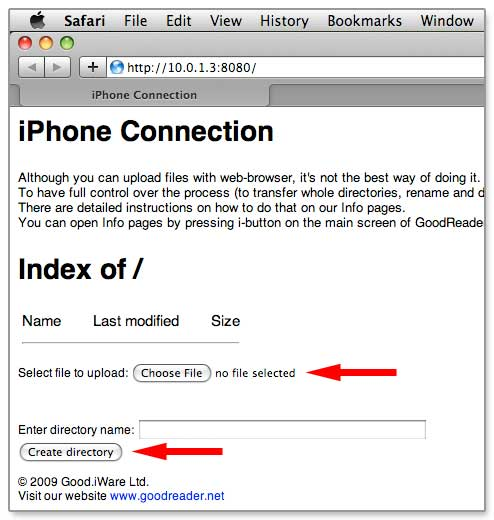 Safari File Edit View History Bookmarks Window
http://10.0.1.3:8080/
iPhone Connection
iPhone Connection
Although you can upload files with web-browser, it's not the best way of doing it.
To have full control over the process (to transfer whole directories, rename and d
There are detailed instructions on how to do that on our Info pages.
You can open Info pages by pressing i-button on the main screen of GoodReade
Index of /
Name Last modified Size
Select file to upload: Choose File no file selected
Enter directory name:
Create directory
© 2009 Good.iWare Ltd.
Visit our website www.goodreader.net